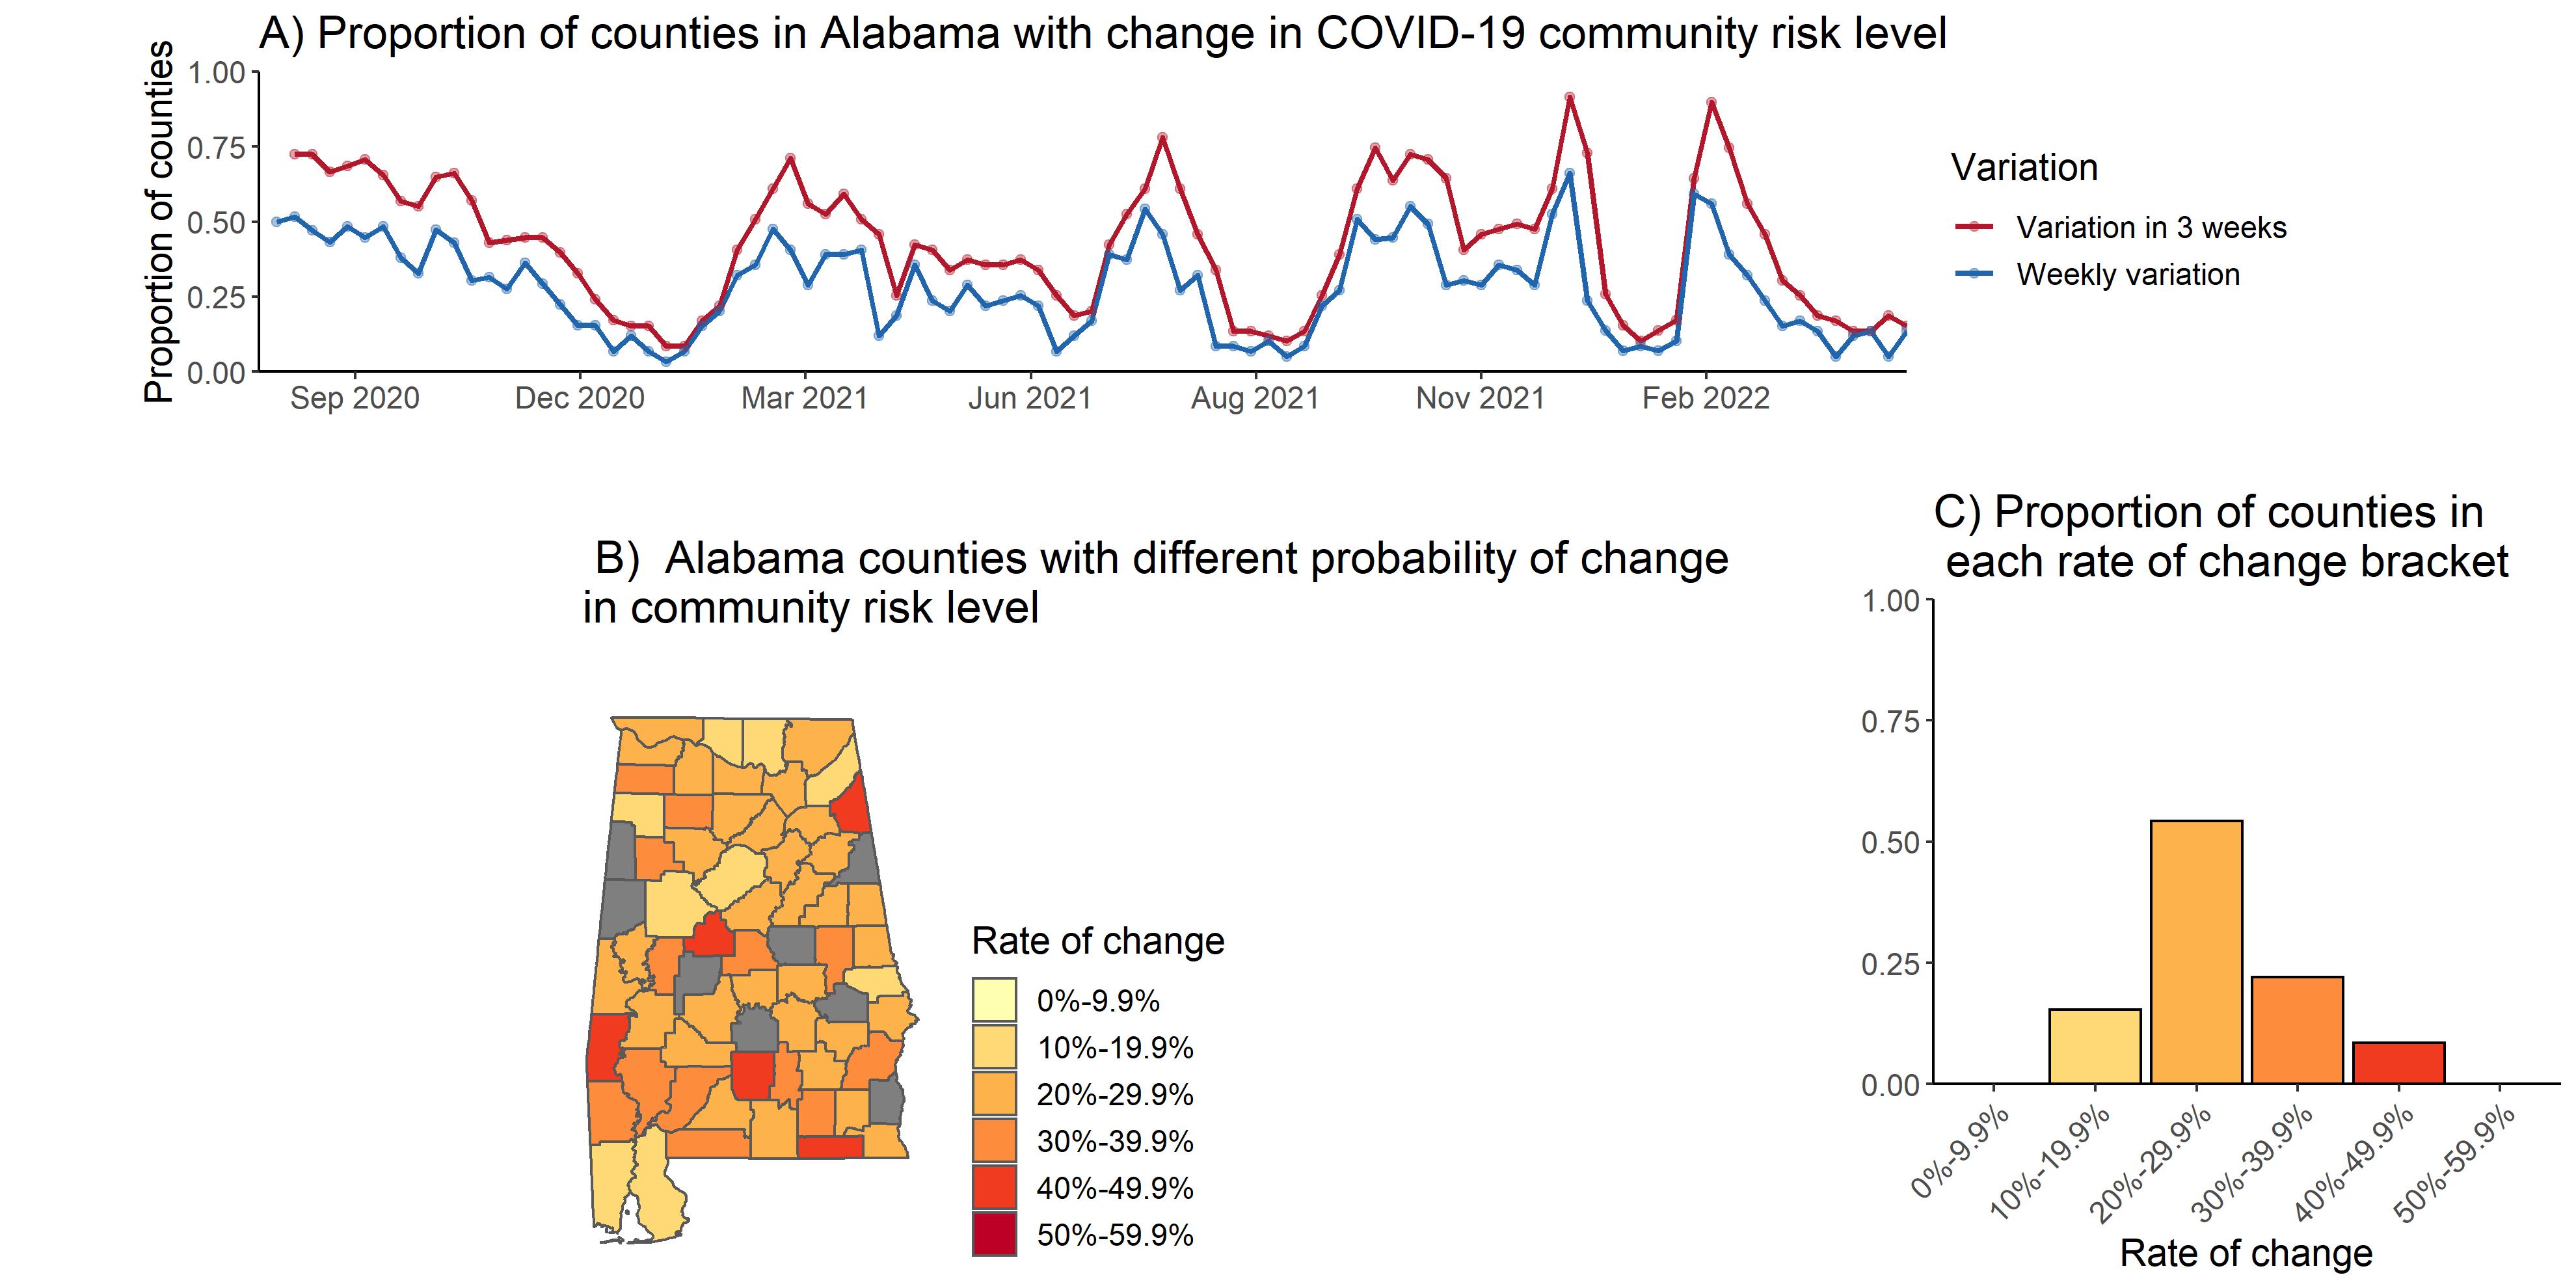 A) Proportion of counties in Alabama with change in COVID-19 community risk level
Proportion of counties
1.00
0.75
0.50
0.25
0.00
Sep 2020 Dec 2020 Mar 2021 Jun 2021 Aug 2021 Nov 2021 Feb 2022
Variation
Variation in 3 weeks
Weekly variation
B) Alabama counties with different probability of change
in community risk level
Rate of change
0%-9.9%
10%-19.9%
20%-29.9%
30%-39.9%
40%-49.9%
50%-59.9%
C) Proportion of counties in
each rate of change bracket
1.00
0.75
0.50
0.25
0.00
0%-9.9%
10%-19.9%
20%-29.9%
30%-39.9%
40%-49.9%
50%-59.9%
Rate of change